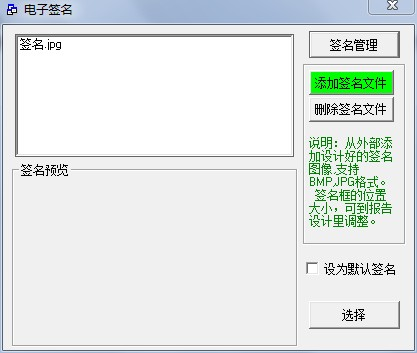 电子签名
签名.jpg
签名管理
添加签名文件
删除签名文件
说明：从外部添
加设计好的签名
图像,支持
BMP,JPG格式。
签名框的位置
大小，可到报告
设计里调整。
签名预览
设为默认签名
选择